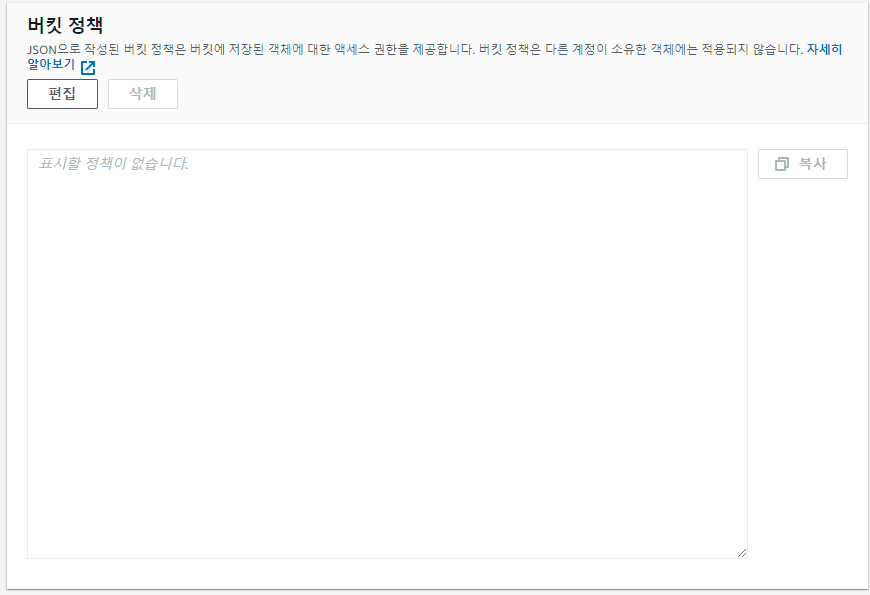 버킷 정책
JSON으로 작성된 버킷 정책은 버킷에 저장된 객체에 대한 액세스 권한을 제공합니다. 버킷 정책은 다른 계정이 소유한 객체에는 적용되지 않습니다. 자세히
알아보기
편집 삭제
표시할 정책이 없습니다.
복사